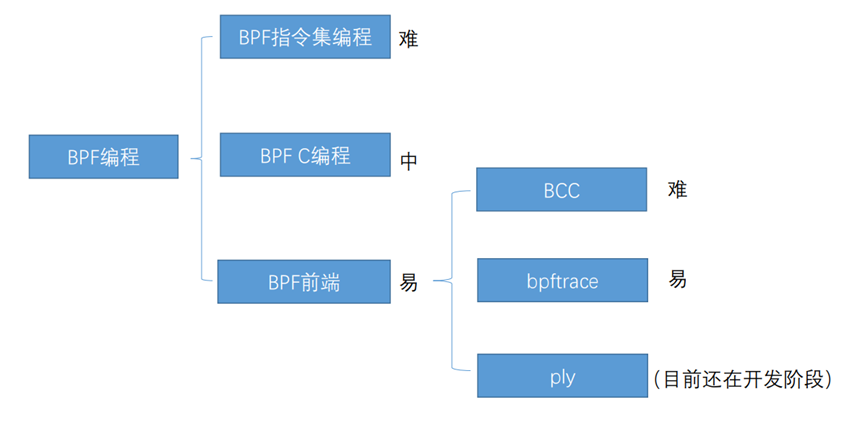 BPF指令集编程
难
BPF编程
BPF C编程
中
BCC
难
BPF前端
易
bpftrace
易
ply
（目前还在开发阶段）